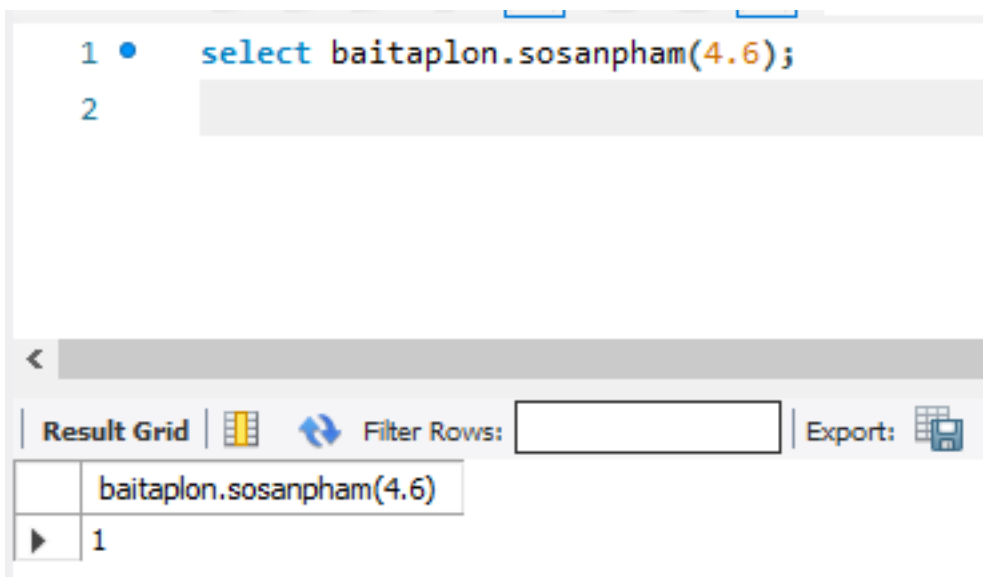 1 select baitaplon.sosanpham(4.6);
2
Result Grid Filter Rows: Export:
baitaplon.sosanpham(4.6)
1